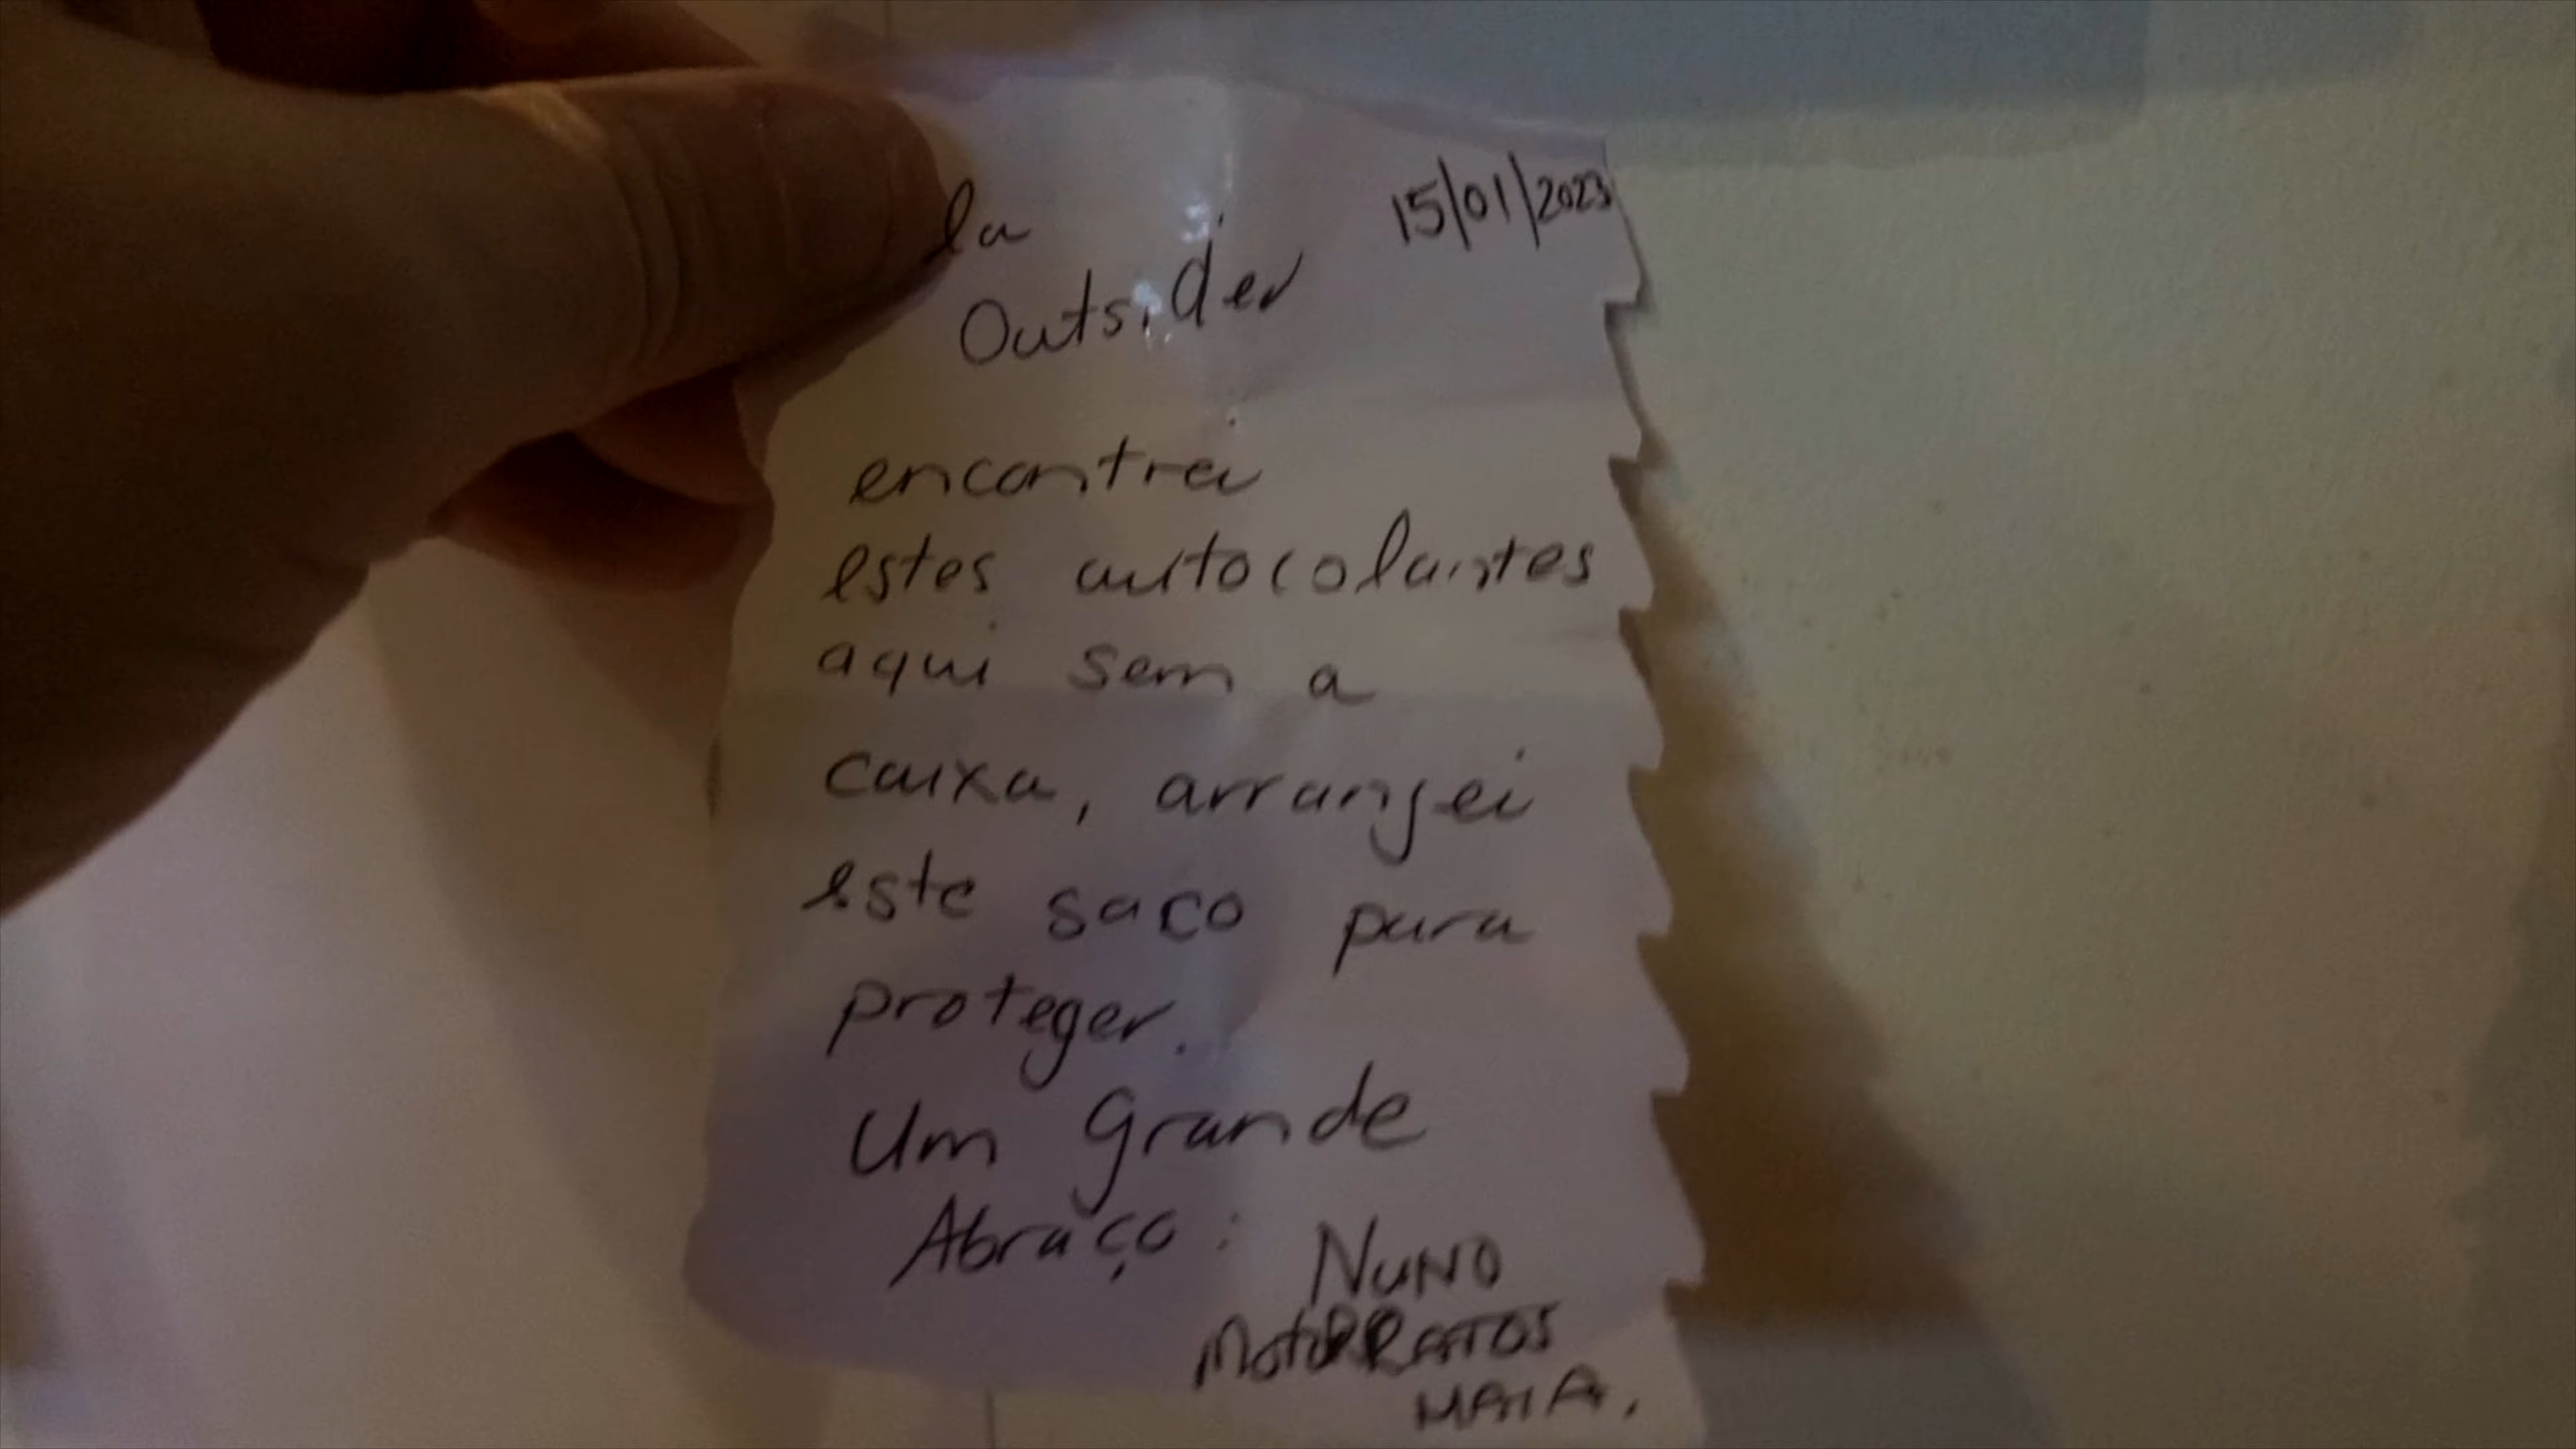 la 15/01/2023
Outsider
encontrei
estes autocolantes
aqui sem a
caixa, arranjei
este saco para
proteger.
Um grande
Abraço:
NUNO
MotoRRATOS
MAIA.